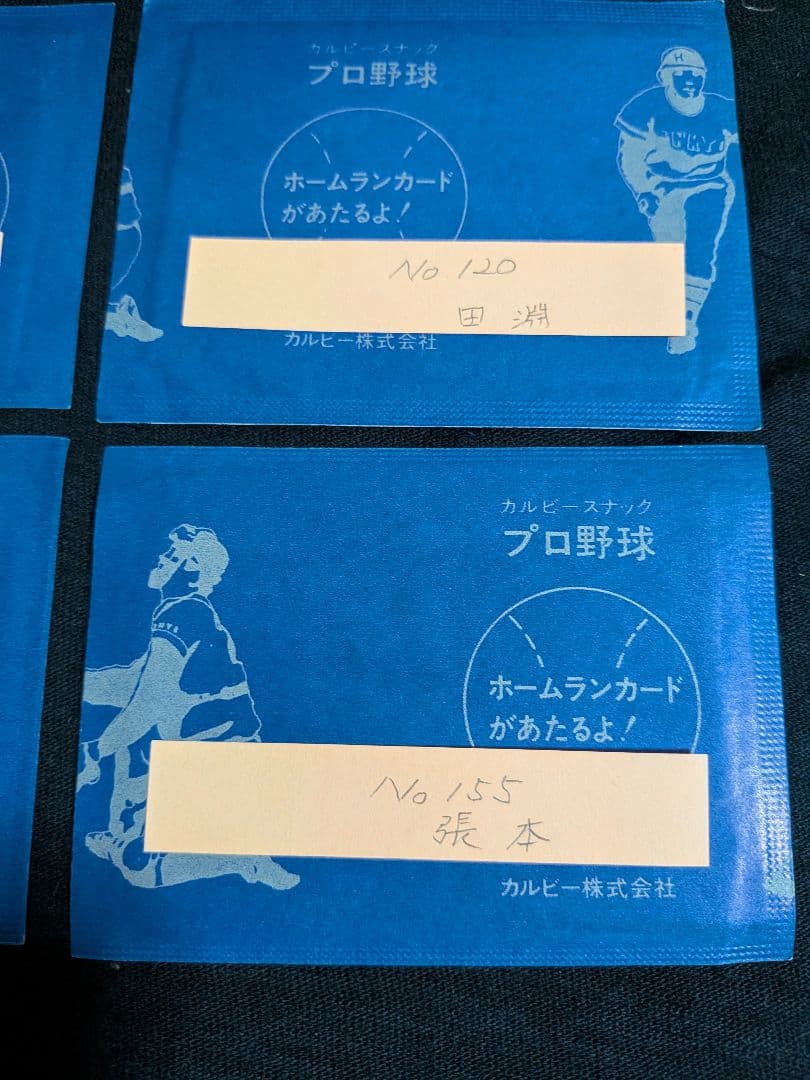 カルビースナック
プロ野球
ホームランカード
があたるよ!
No 120
田淵
カルビー株式会社
カルビースナック
プロ野球
ホームランカード
があたるよ!
No 155
張本
カルビー株式会社